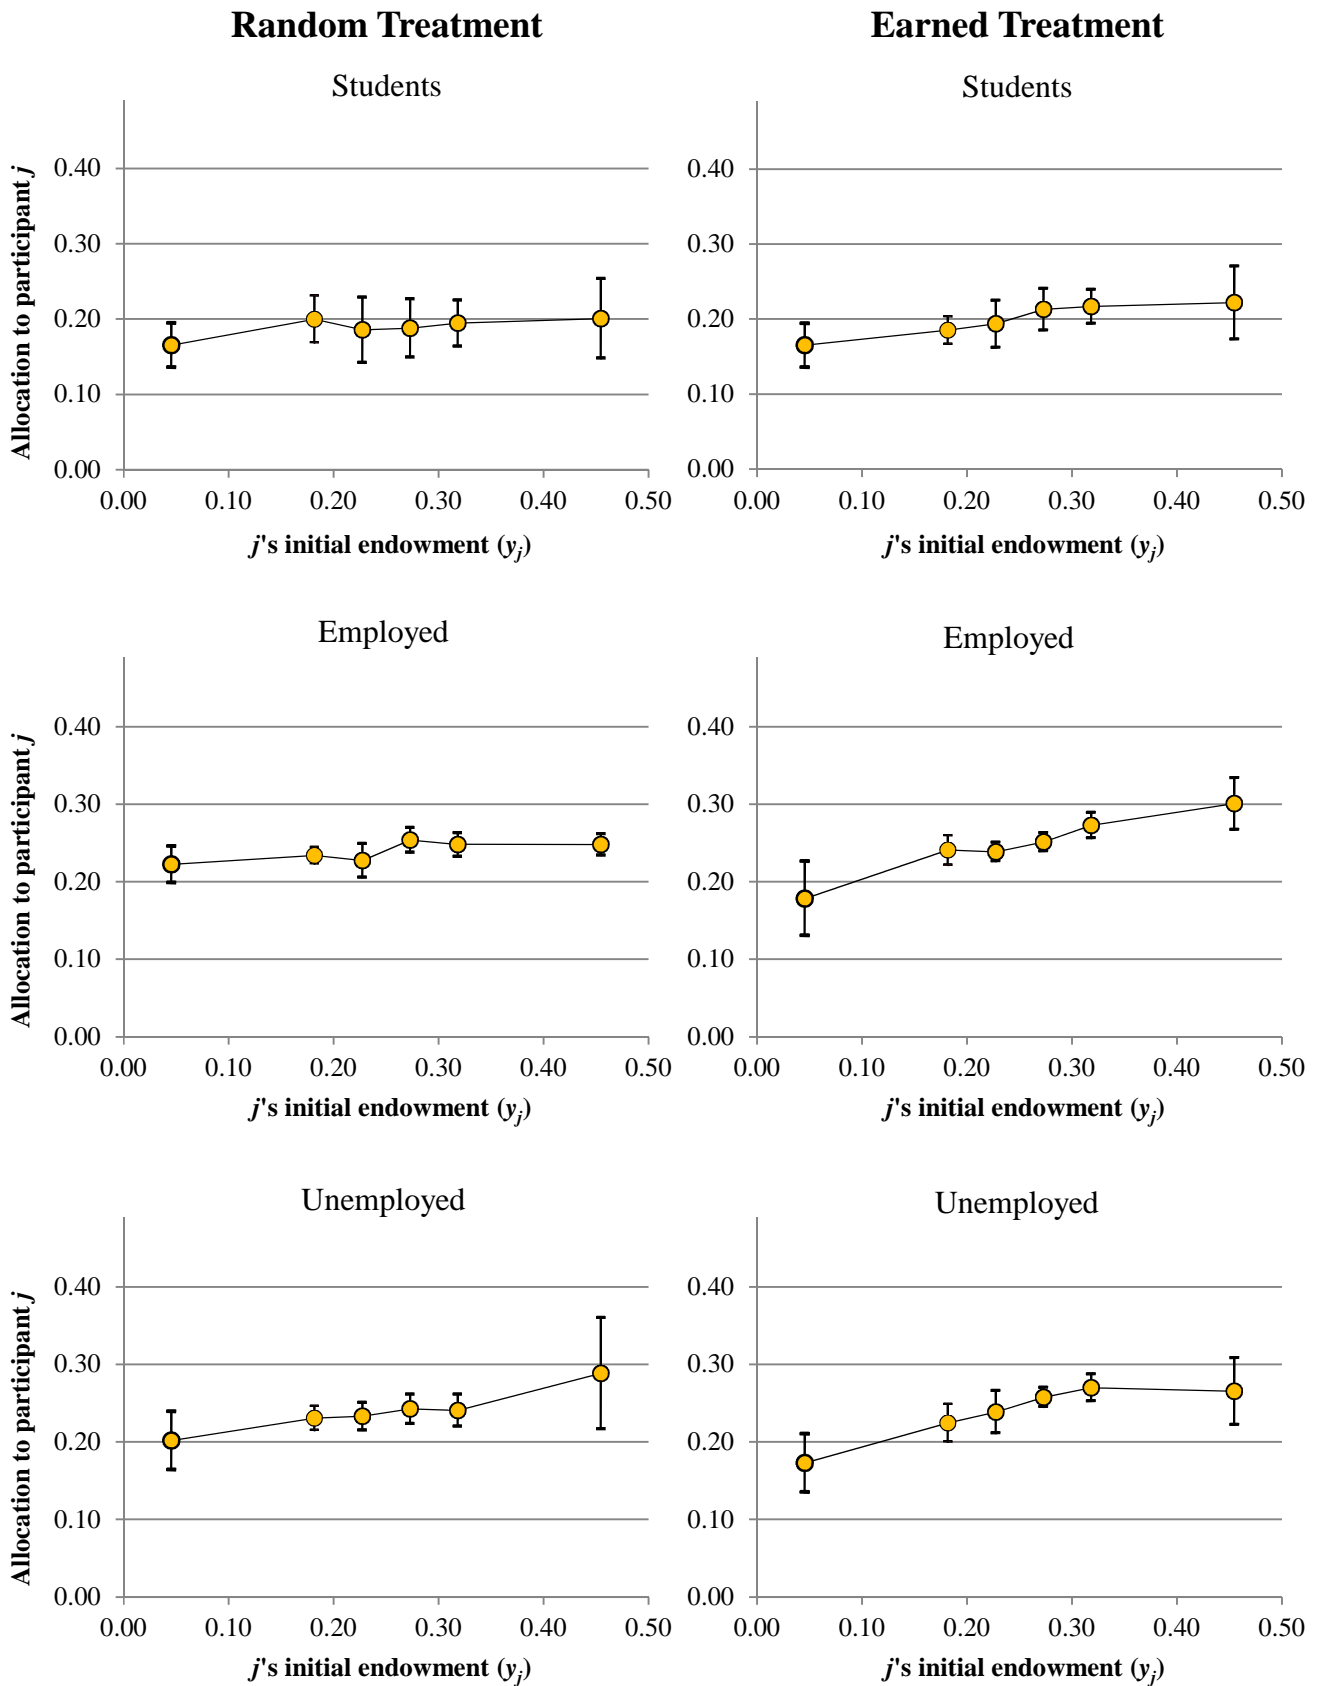 Random Treatment
Earned Treatment
Students
Allocation to participant j
0.40
0.30
0.20
0.10
0.00
0.00 0.10 0.20 0.30 0.40 0.50
j's initial endowment (yj)
Students
0.40
0.30
0.20
0.10
0.00
0.00 0.10 0.20 0.30 0.40 0.50
j's initial endowment (yj)
Employed
Allocation to participant j
0.40
0.30
0.20
0.10
0.00
0.00 0.10 0.20 0.30 0.40 0.50
j's initial endowment (yj)
Employed
0.40
0.30
0.20
0.10
0.00
0.00 0.10 0.20 0.30 0.40 0.50
j's initial endowment (yj)
Unemployed
Allocation to participant j
0.40
0.30
0.20
0.10
0.00
0.00 0.10 0.20 0.30 0.40 0.50
j's initial endowment (yj)
Unemployed
0.40
0.30
0.20
0.10
0.00
0.00 0.10 0.20 0.30 0.40 0.50
j's initial endowment (yj)